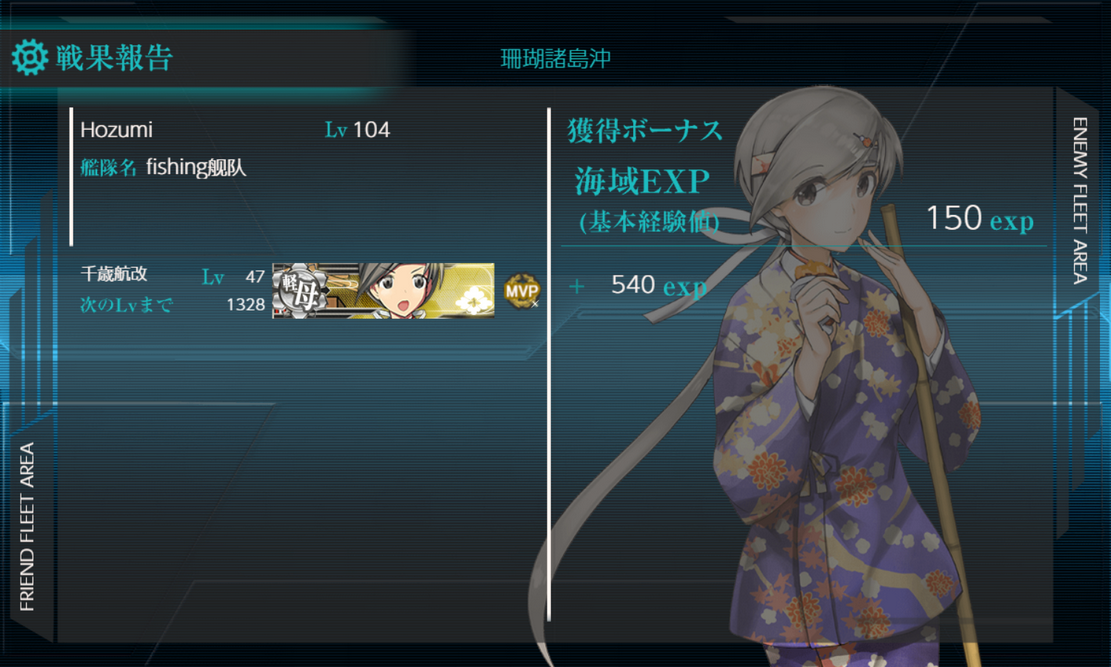 戦果報告
珊瑚諸島沖
Hozumi Lv 104
艦隊名 fishing舰队
千歳航改 Lv 47
次のLvまで 1328
軽母
MVP
獲得ボーナス
海域EXP
(基本経験値) 150 exp
+ 540 exp
FRIEND FLEET AREA
ENEMY FLEET AREA